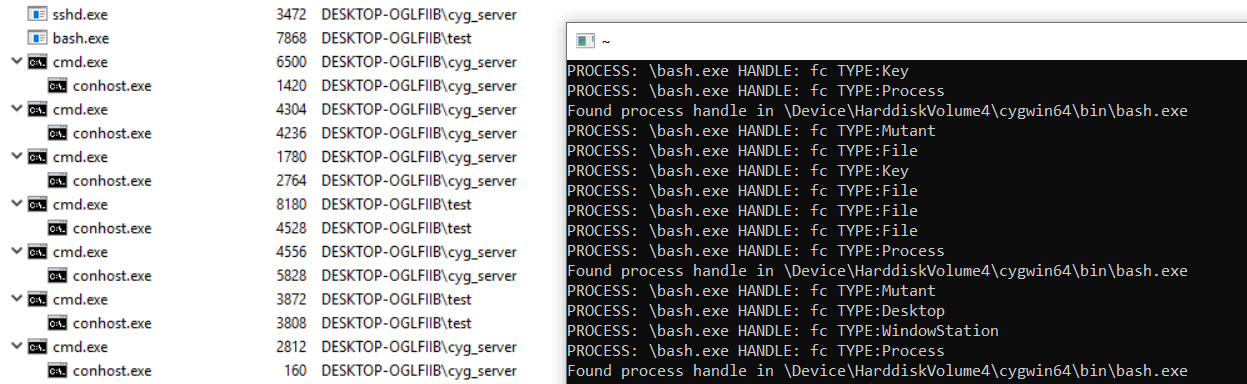 sshd.exe 3472 DESKTOP-OGLFIIB\cyg_server
bash.exe 7868 DESKTOP-OGLFIIB\test
cmd.exe 6500 DESKTOP-OGLFIIB\cyg_server
conhost.exe 1420 DESKTOP-OGLFIIB\cyg_server
cmd.exe 4304 DESKTOP-OGLFIIB\cyg_server
conhost.exe 4236 DESKTOP-OGLFIIB\cyg_server
cmd.exe 1780 DESKTOP-OGLFIIB\cyg_server
conhost.exe 2764 DESKTOP-OGLFIIB\cyg_server
cmd.exe 8180 DESKTOP-OGLFIIB\test
conhost.exe 4528 DESKTOP-OGLFIIB\test
cmd.exe 4556 DESKTOP-OGLFIIB\cyg_server
conhost.exe 5828 DESKTOP-OGLFIIB\cyg_server
cmd.exe 3872 DESKTOP-OGLFIIB\test
conhost.exe 3808 DESKTOP-OGLFIIB\test
cmd.exe 2812 DESKTOP-OGLFIIB\cyg_server
conhost.exe 160 DESKTOP-OGLFIIB\cyg_server
~
PROCESS: \bash.exe HANDLE: fc TYPE:Key
PROCESS: \bash.exe HANDLE: fc TYPE:Process
Found process handle in \Device\HarddiskVolume4\cygwin64\bin\bash.exe
PROCESS: \bash.exe HANDLE: fc TYPE:Mutant
PROCESS: \bash.exe HANDLE: fc TYPE:File
PROCESS: \bash.exe HANDLE: fc TYPE:Key
PROCESS: \bash.exe HANDLE: fc TYPE:File
PROCESS: \bash.exe HANDLE: fc TYPE:File
PROCESS: \bash.exe HANDLE: fc TYPE:File
PROCESS: \bash.exe HANDLE: fc TYPE:Process
Found process handle in \Device\HarddiskVolume4\cygwin64\bin\bash.exe
PROCESS: \bash.exe HANDLE: fc TYPE:Mutant
PROCESS: \bash.exe HANDLE: fc TYPE:Desktop
PROCESS: \bash.exe HANDLE: fc TYPE:WindowStation
PROCESS: \bash.exe HANDLE: fc TYPE:Process
Found process handle in \Device\HarddiskVolume4\cygwin64\bin\bash.exe